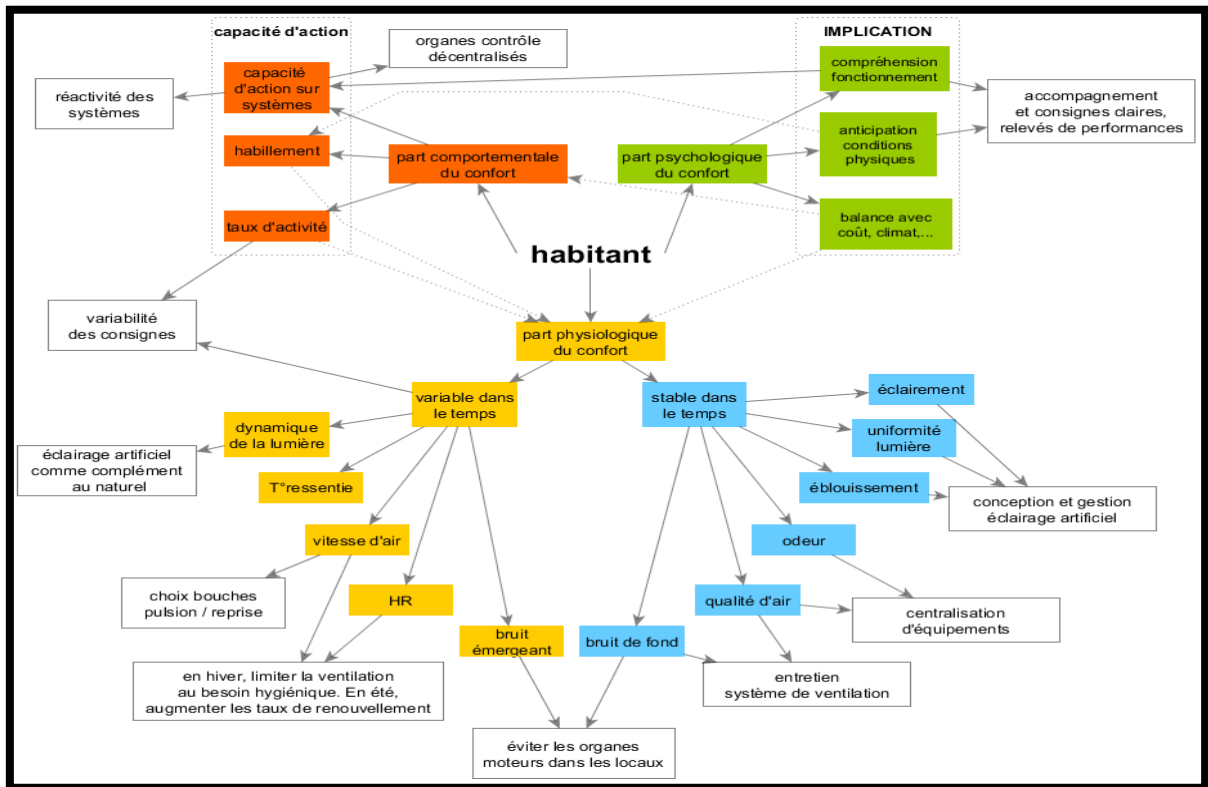 capacité d'action
IMPLICATION
organes contrôle
décentralisés
capacité
d'action sur
systèmes
compréhension
fonctionnement
réactivité des
systèmes
accompagnement
et consignes claires,
relevés de performances
habillement
part comportementale
du confort
part psychologique
du confort
anticipation
conditions
physiques
taux d'activité
balance avec
coût, climat,...
habitant
variabilité
des consignes
part physiologique
du confort
variable dans
le temps
stable dans
le temps
éclairement
dynamique
de la lumière
uniformité
lumière
éclairage artificiel
comme complément
au naturel
T°ressentie
éblouissement
conception et gestion
éclairage artificiel
vitesse d'air
odeur
choix bouches
pulsion / reprise
HR
qualité d'air
centralisation
d'équipements
bruit
émergeant
bruit de fond
en hiver, limiter la ventilation
au besoin hygiénique. En été,
augmenter les taux de renouvellement
entretien
système de ventilation
éviter les organes
moteurs dans les locaux